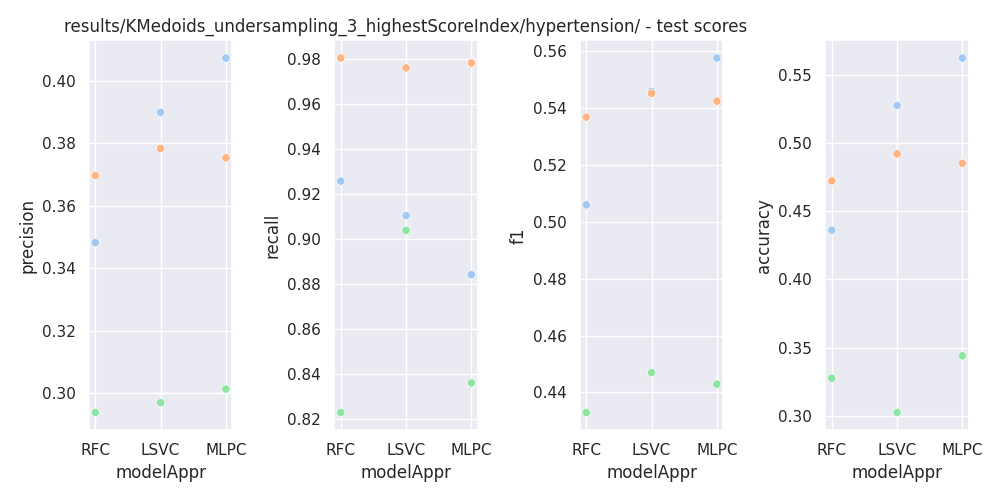 results/KMedoids_undersampling_3_highestScoreIndex/hypertension/ - test scores
precision
0.40
0.38
0.36
0.34
0.32
0.30
RFC LSVC MLPC
modelAppr
recall
0.98
0.96
0.94
0.92
0.90
0.88
0.86
0.84
0.82
RFC LSVC MLPC
modelAppr
f1
0.56
0.54
0.52
0.50
0.48
0.46
0.44
RFC LSVC MLPC
modelAppr
accuracy
0.55
0.50
0.45
0.40
0.35
0.30
RFC LSVC MLPC
modelAppr